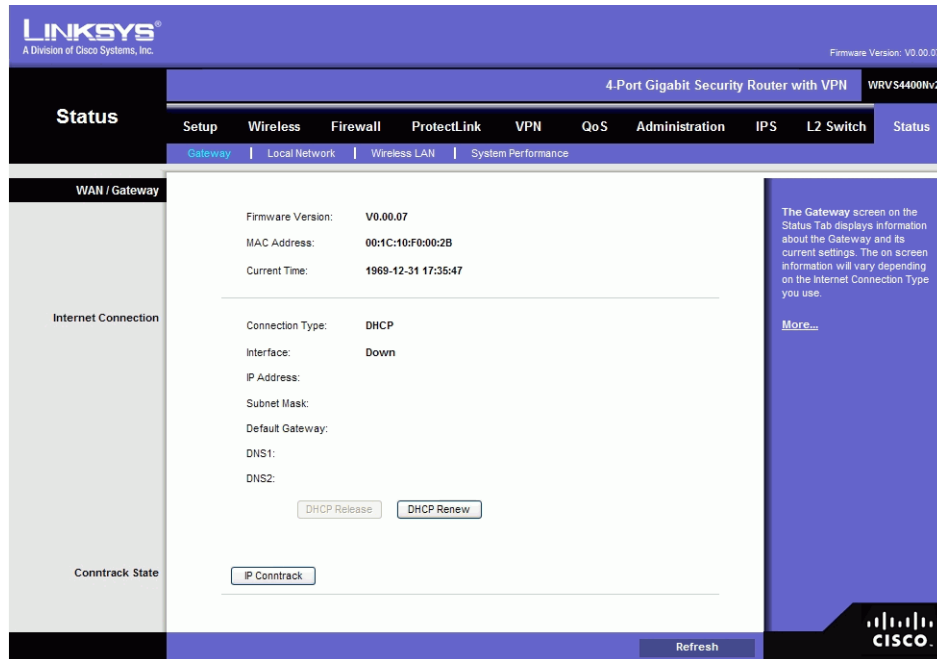 LINKSYS®
A Division of Cisco Systems, Inc.
Firmware Version: V0.00.07
4-Port Gigabit Security Router with VPN WRVS4400Nv2
Status
Setup Wireless Firewall ProtectLink VPN QoS Administration IPS L2 Switch Status
Gateway | Local Network | Wireless LAN | System Performance
WAN / Gateway
Firmware Version: V0.00.07
MAC Address: 00:1C:10:F0:00:2B
Current Time: 1969-12-31 17:35:47
Internet Connection
Connection Type: DHCP
Interface: Down
IP Address:
Subnet Mask:
Default Gateway:
DNS1:
DNS2:
DHCP Release DHCP Renew
Conntrack State
IP Conntrack
The Gateway screen on the
Status Tab displays information
about the Gateway and its
current settings. The on screen
information will vary depending
on the Internet Connection Type
you use.
More...
Refresh
CISCO.